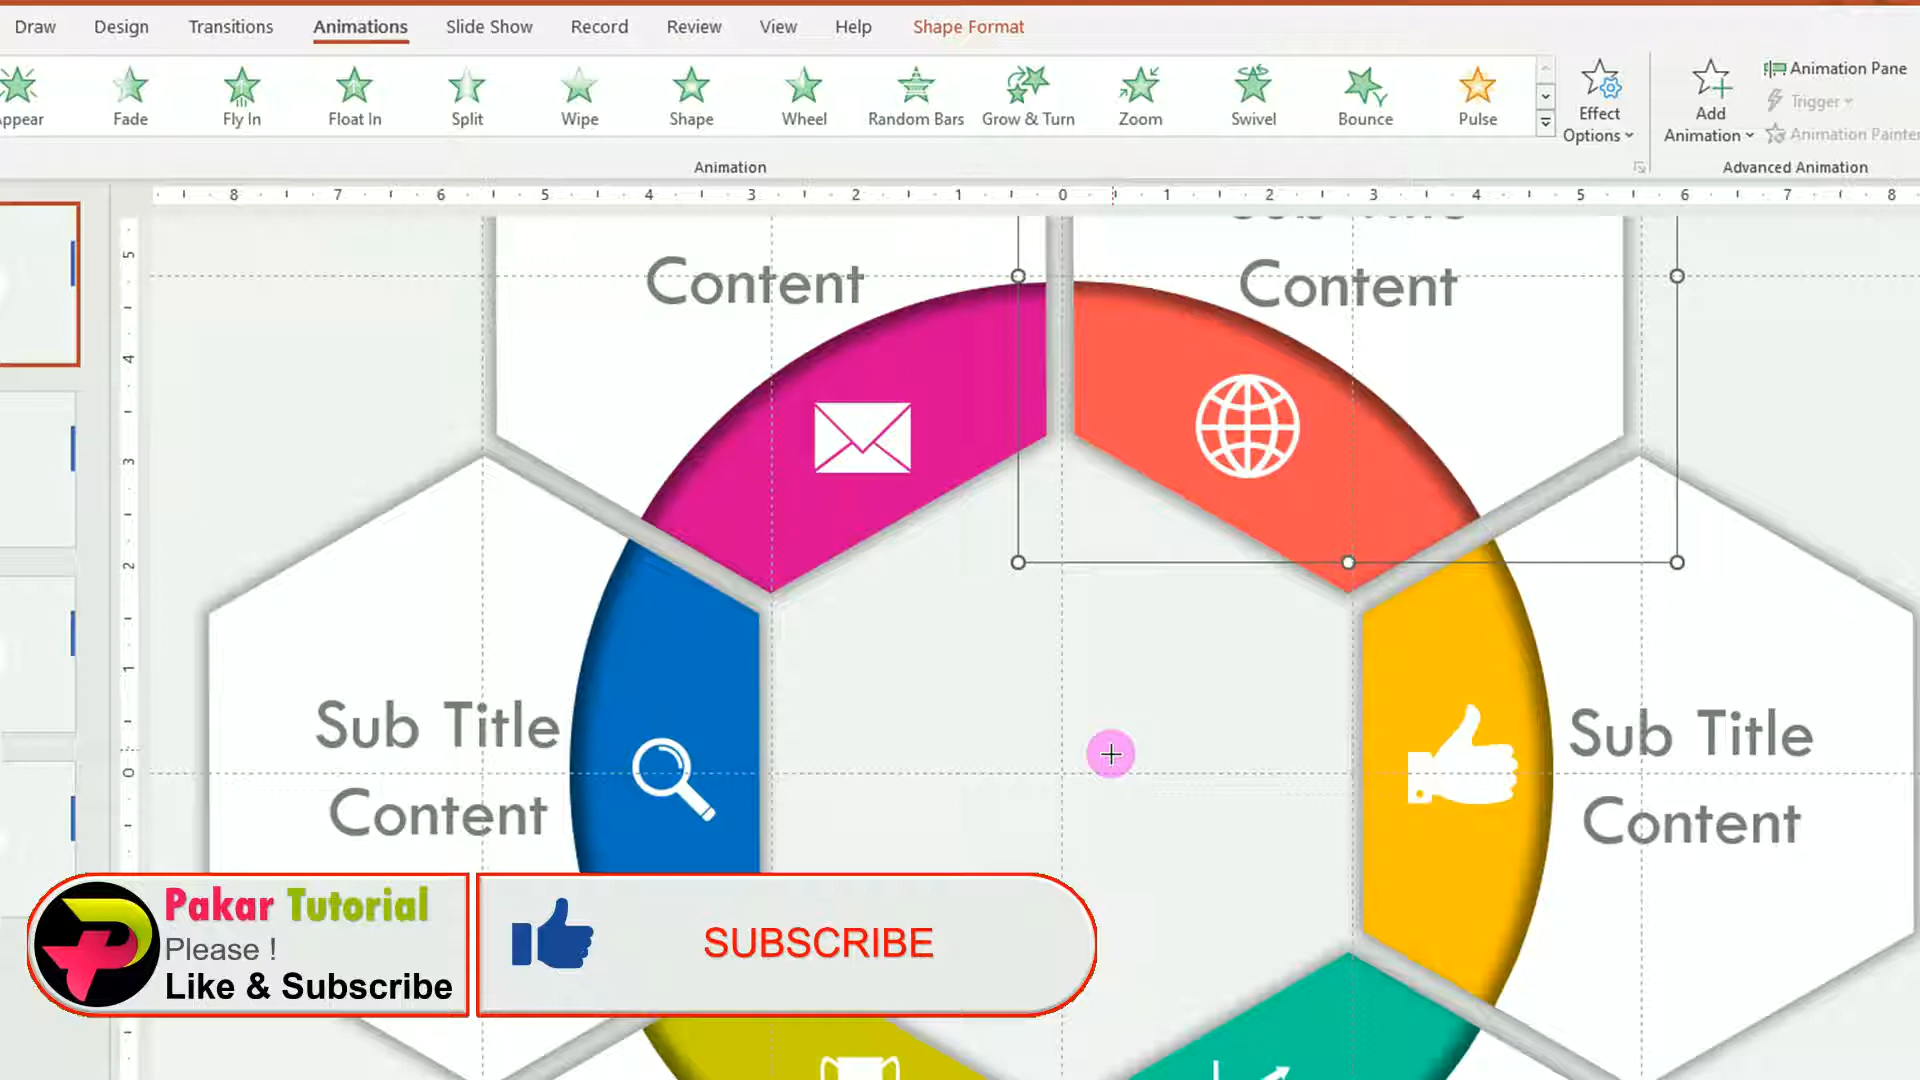 Draw Design Transitions Animations Slide Show Record Review View Help Shape Format
Appear Fade Fly In Float In Split Wipe Shape Wheel Random Bars Grow & Turn Zoom Swivel Bounce Pulse
Effect Options
Add Animation
Animation Pane
Trigger
Animation Painter
Animation
Advanced Animation
8 7 6 5 4 3 2 1 0 1 2 3 4 5 6 7 8
5
4
3
2
1
0
Content
Sub Title
Content
Sub Title
Content
Sub Title
Content
Pakar Tutorial
Please !
Like & Subscribe
SUBSCRIBE